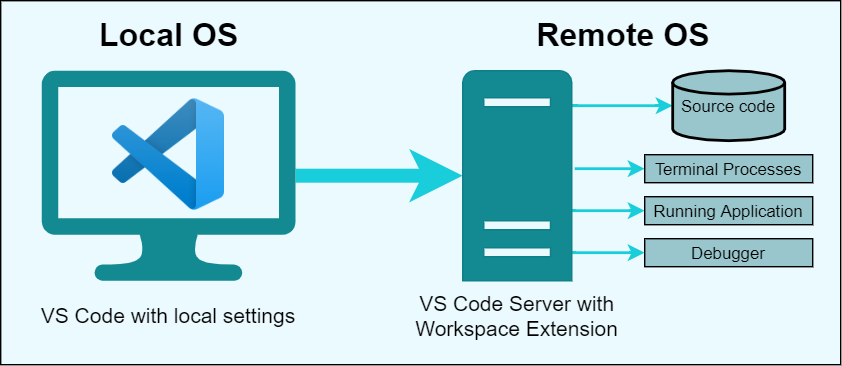 Local OS
Remote OS
Source code
Terminal Processes
Running Application
Debugger
VS Code with local settings
VS Code Server with
Workspace Extension